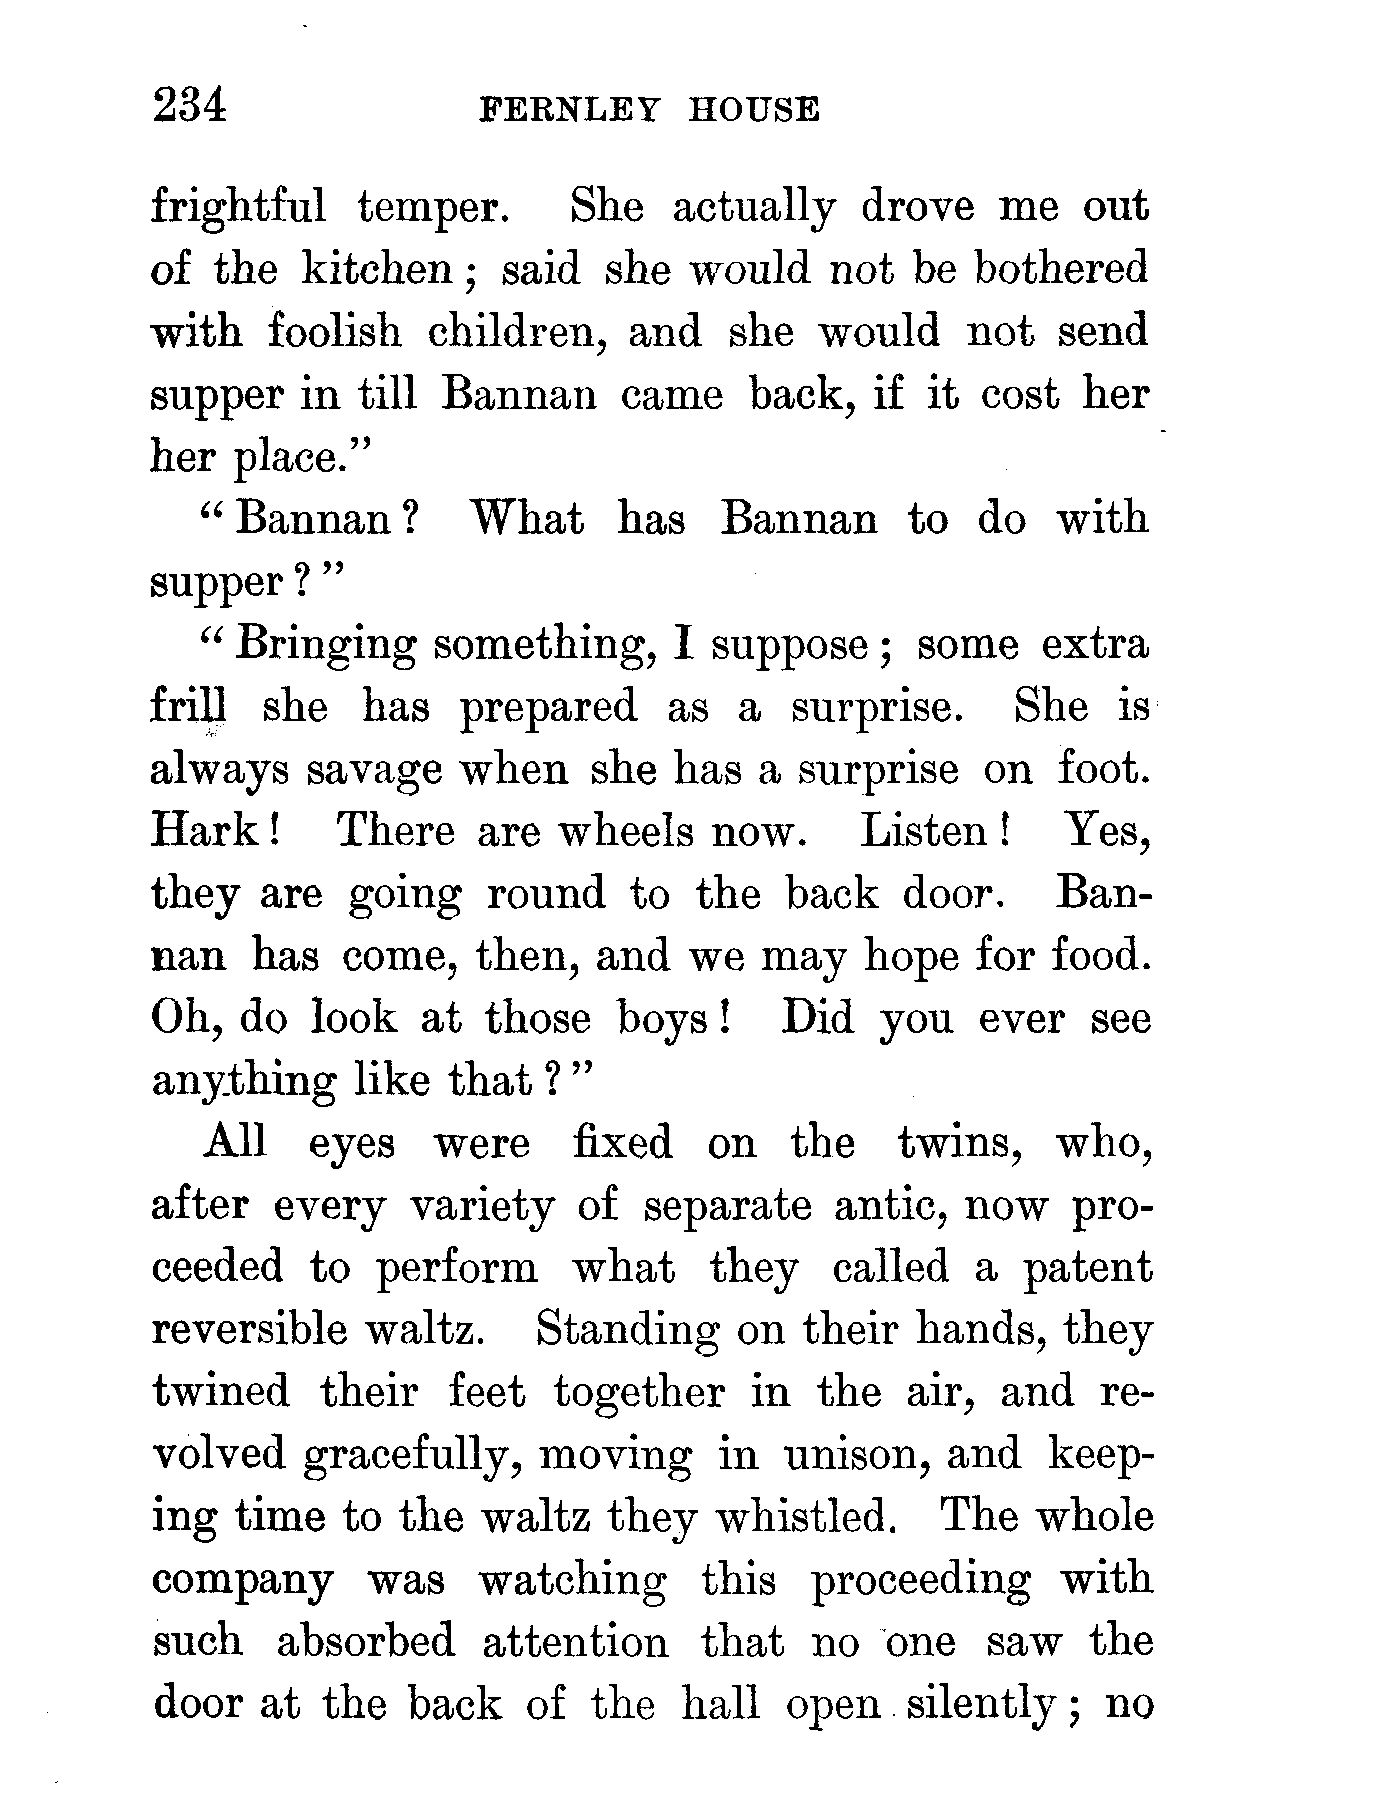 234 FERNLEY HOUSE
frightful temper. She actually drove me out
of the kitchen ; said she would not be bothered
with foolish children, and she would not send
supper in till Bannan came back, if it cost her
her place.”
“ Bannan ? What has Bannan to do with
supper ? ”
“ Bringing something, I suppose ; some extra
frill she has prepared as a surprise. She is
always savage when she has a surprise on foot.
Hark ! There are wheels now. Listen ! Yes,
they are going round to the back door. Ban-
nan has come, then, and we may hope for food.
Oh, do look at those boys ! Did you ever see
anything like that ? ”
All eyes were fixed on the twins, who,
after every variety of separate antic, now pro-
ceeded to perform what they called a patent
reversible waltz. Standing on their hands, they
twined their feet together in the air, and re-
volved gracefully, moving in unison, and keep-
ing time to the waltz they whistled. The whole
company was watching this proceeding with
such absorbed attention that no one saw the
door at the back of the hall open silently ; no